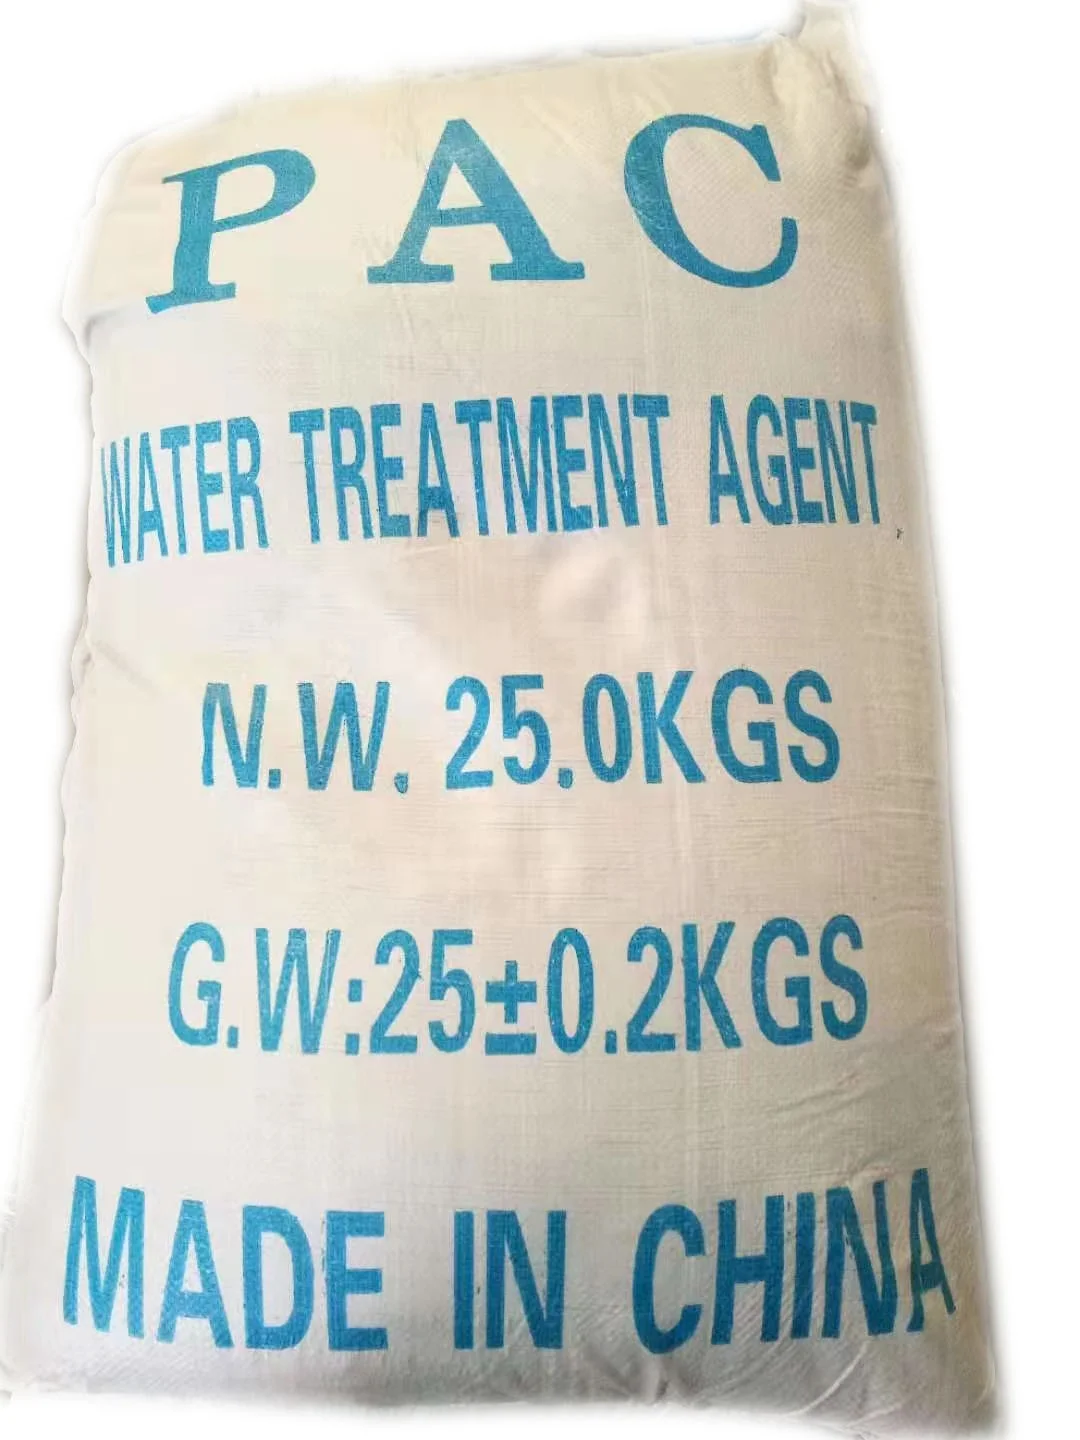 PAC
WATER TREATMENT AGENT
N.W. 25.0KGS
G.W:25±0.2KGS
MADE IN CHINA